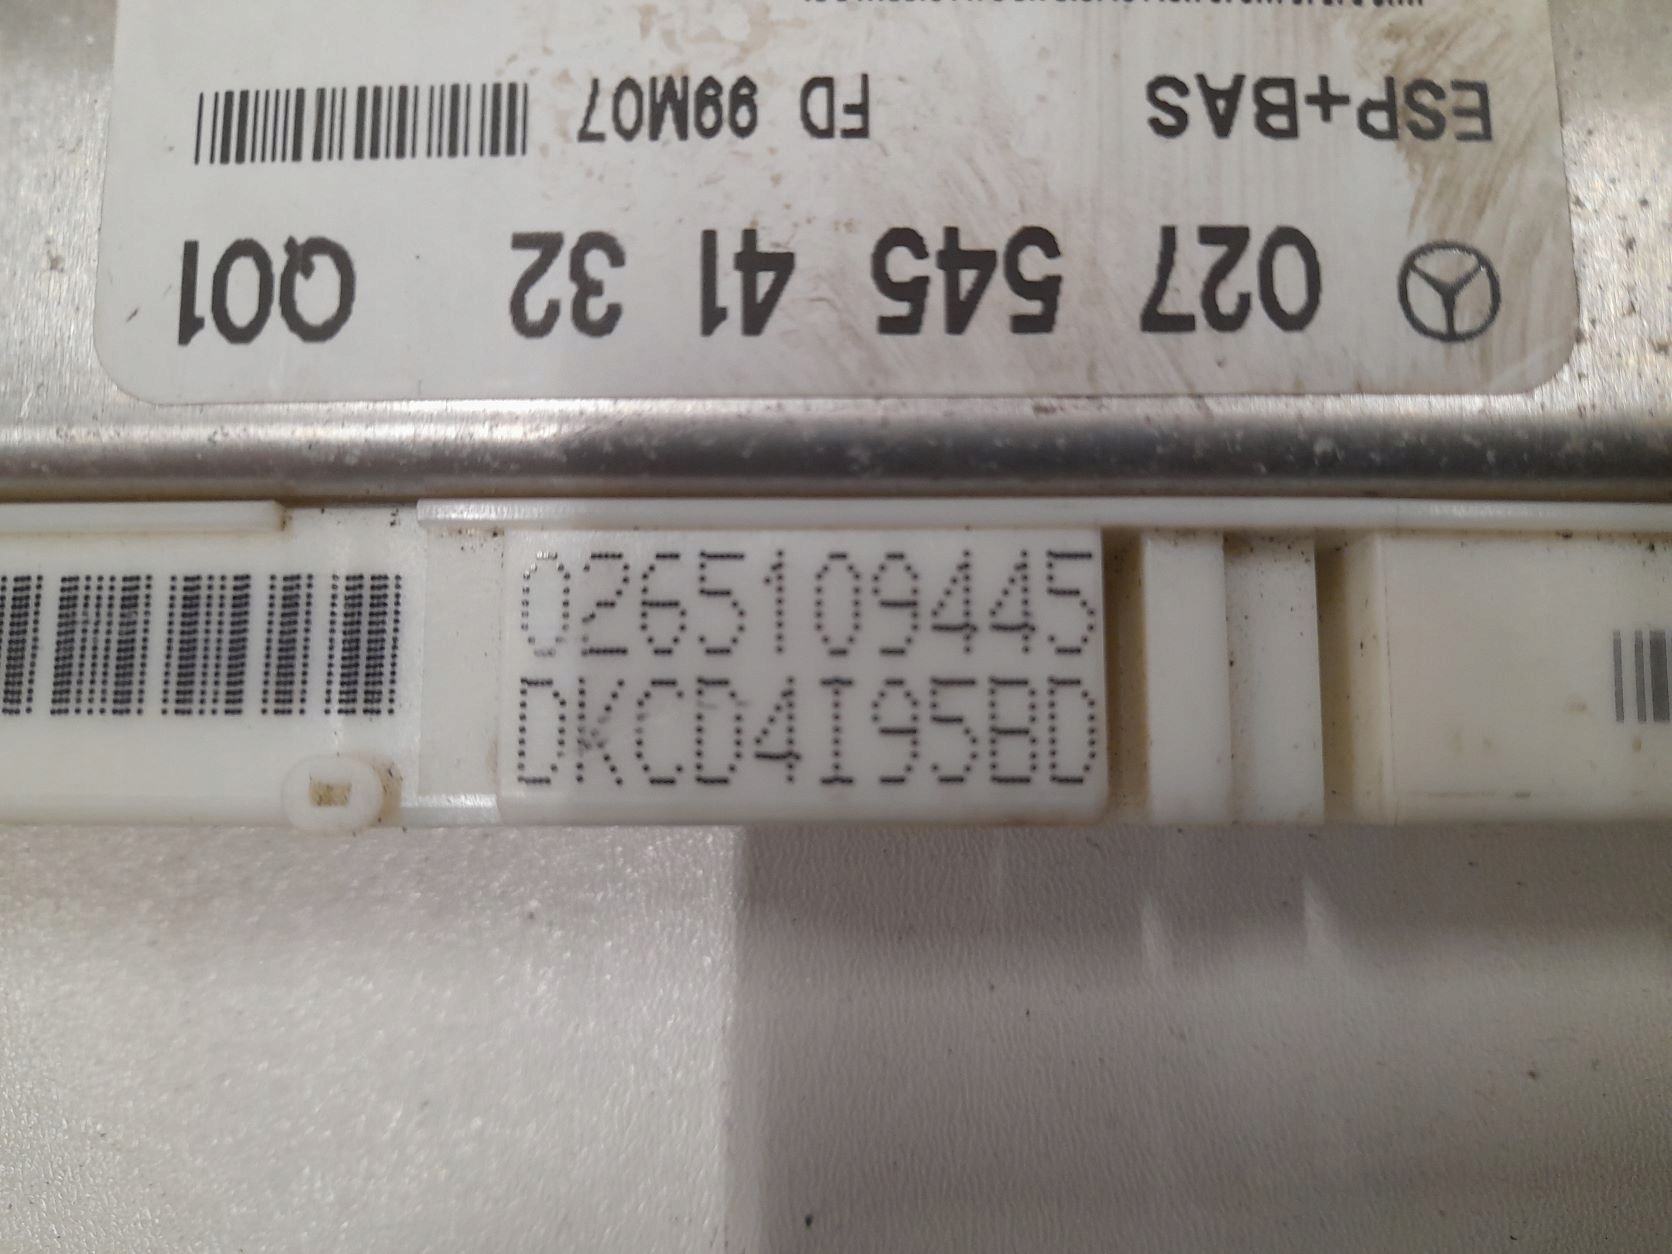 027 545 41 32 Q01
ESP+BAS FD 99M07
0265109445
DKCD4I95BD